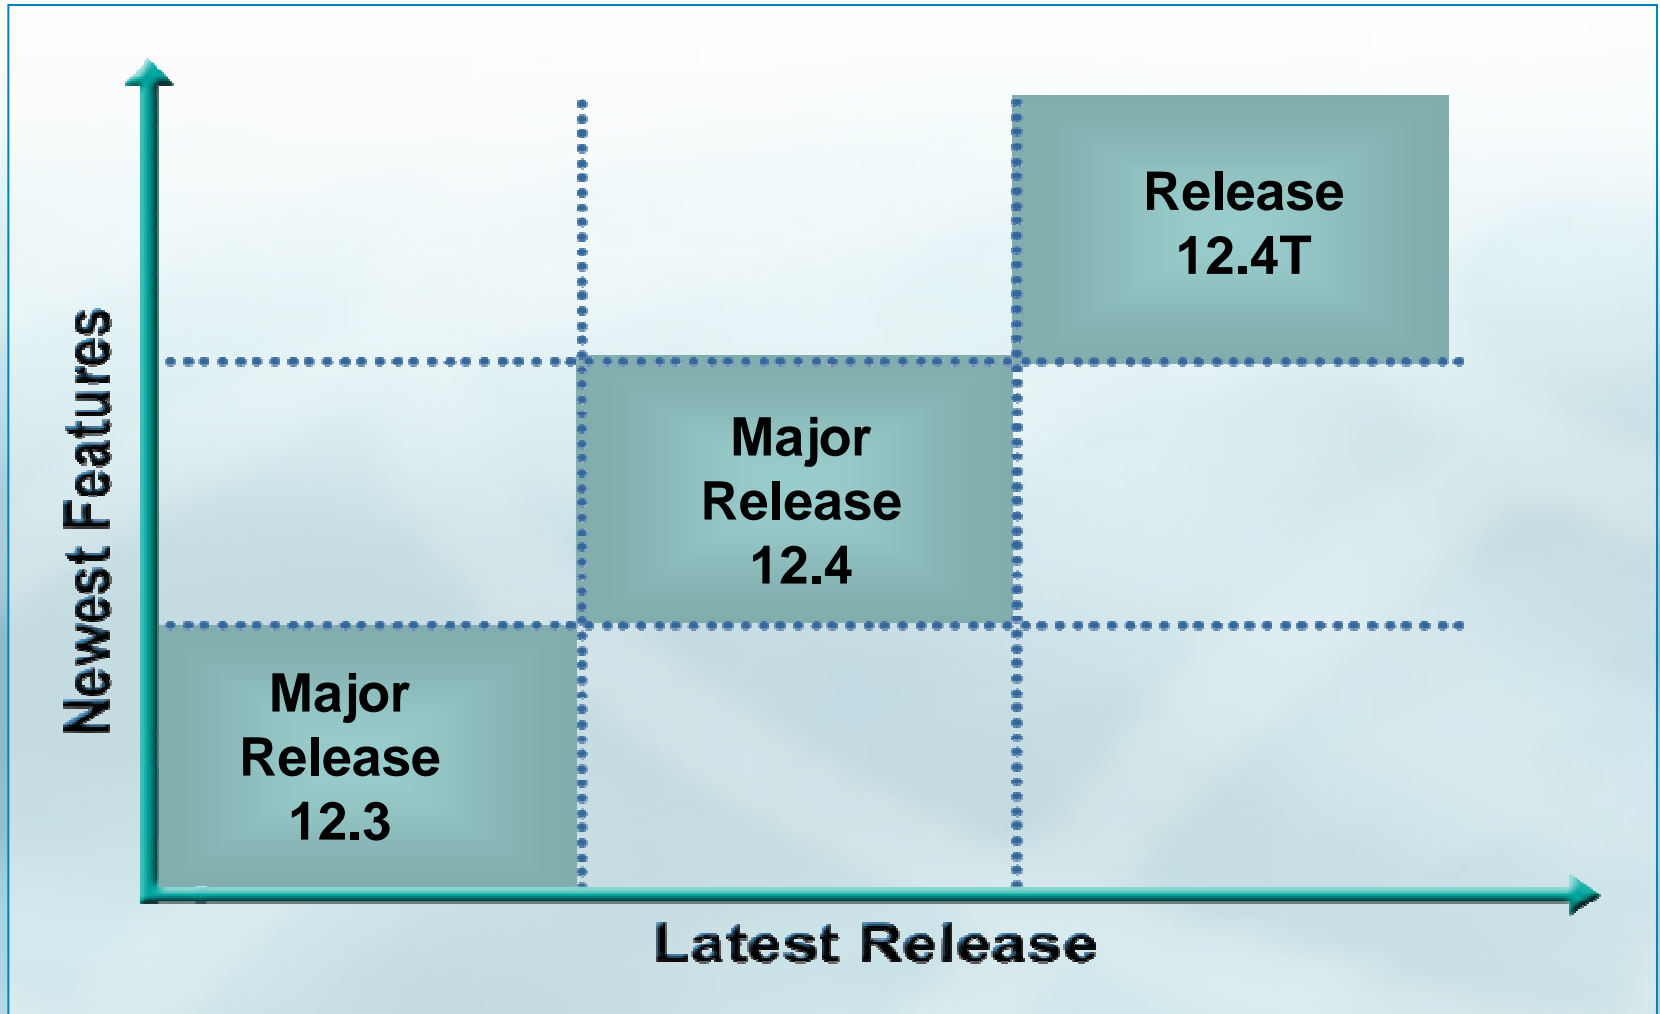 Release
12.4T
Major
Release
12.4
Major
Release
12.3
Newest Features
Latest Release